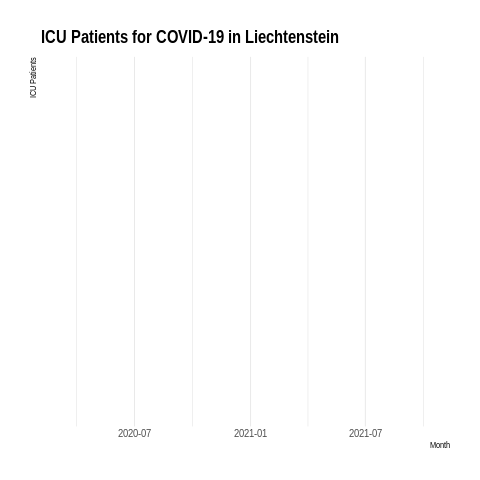 ICU Patients for COVID-19 in Liechtenstein
ICU Patients
2020-07
2021-01
2021-07
Month